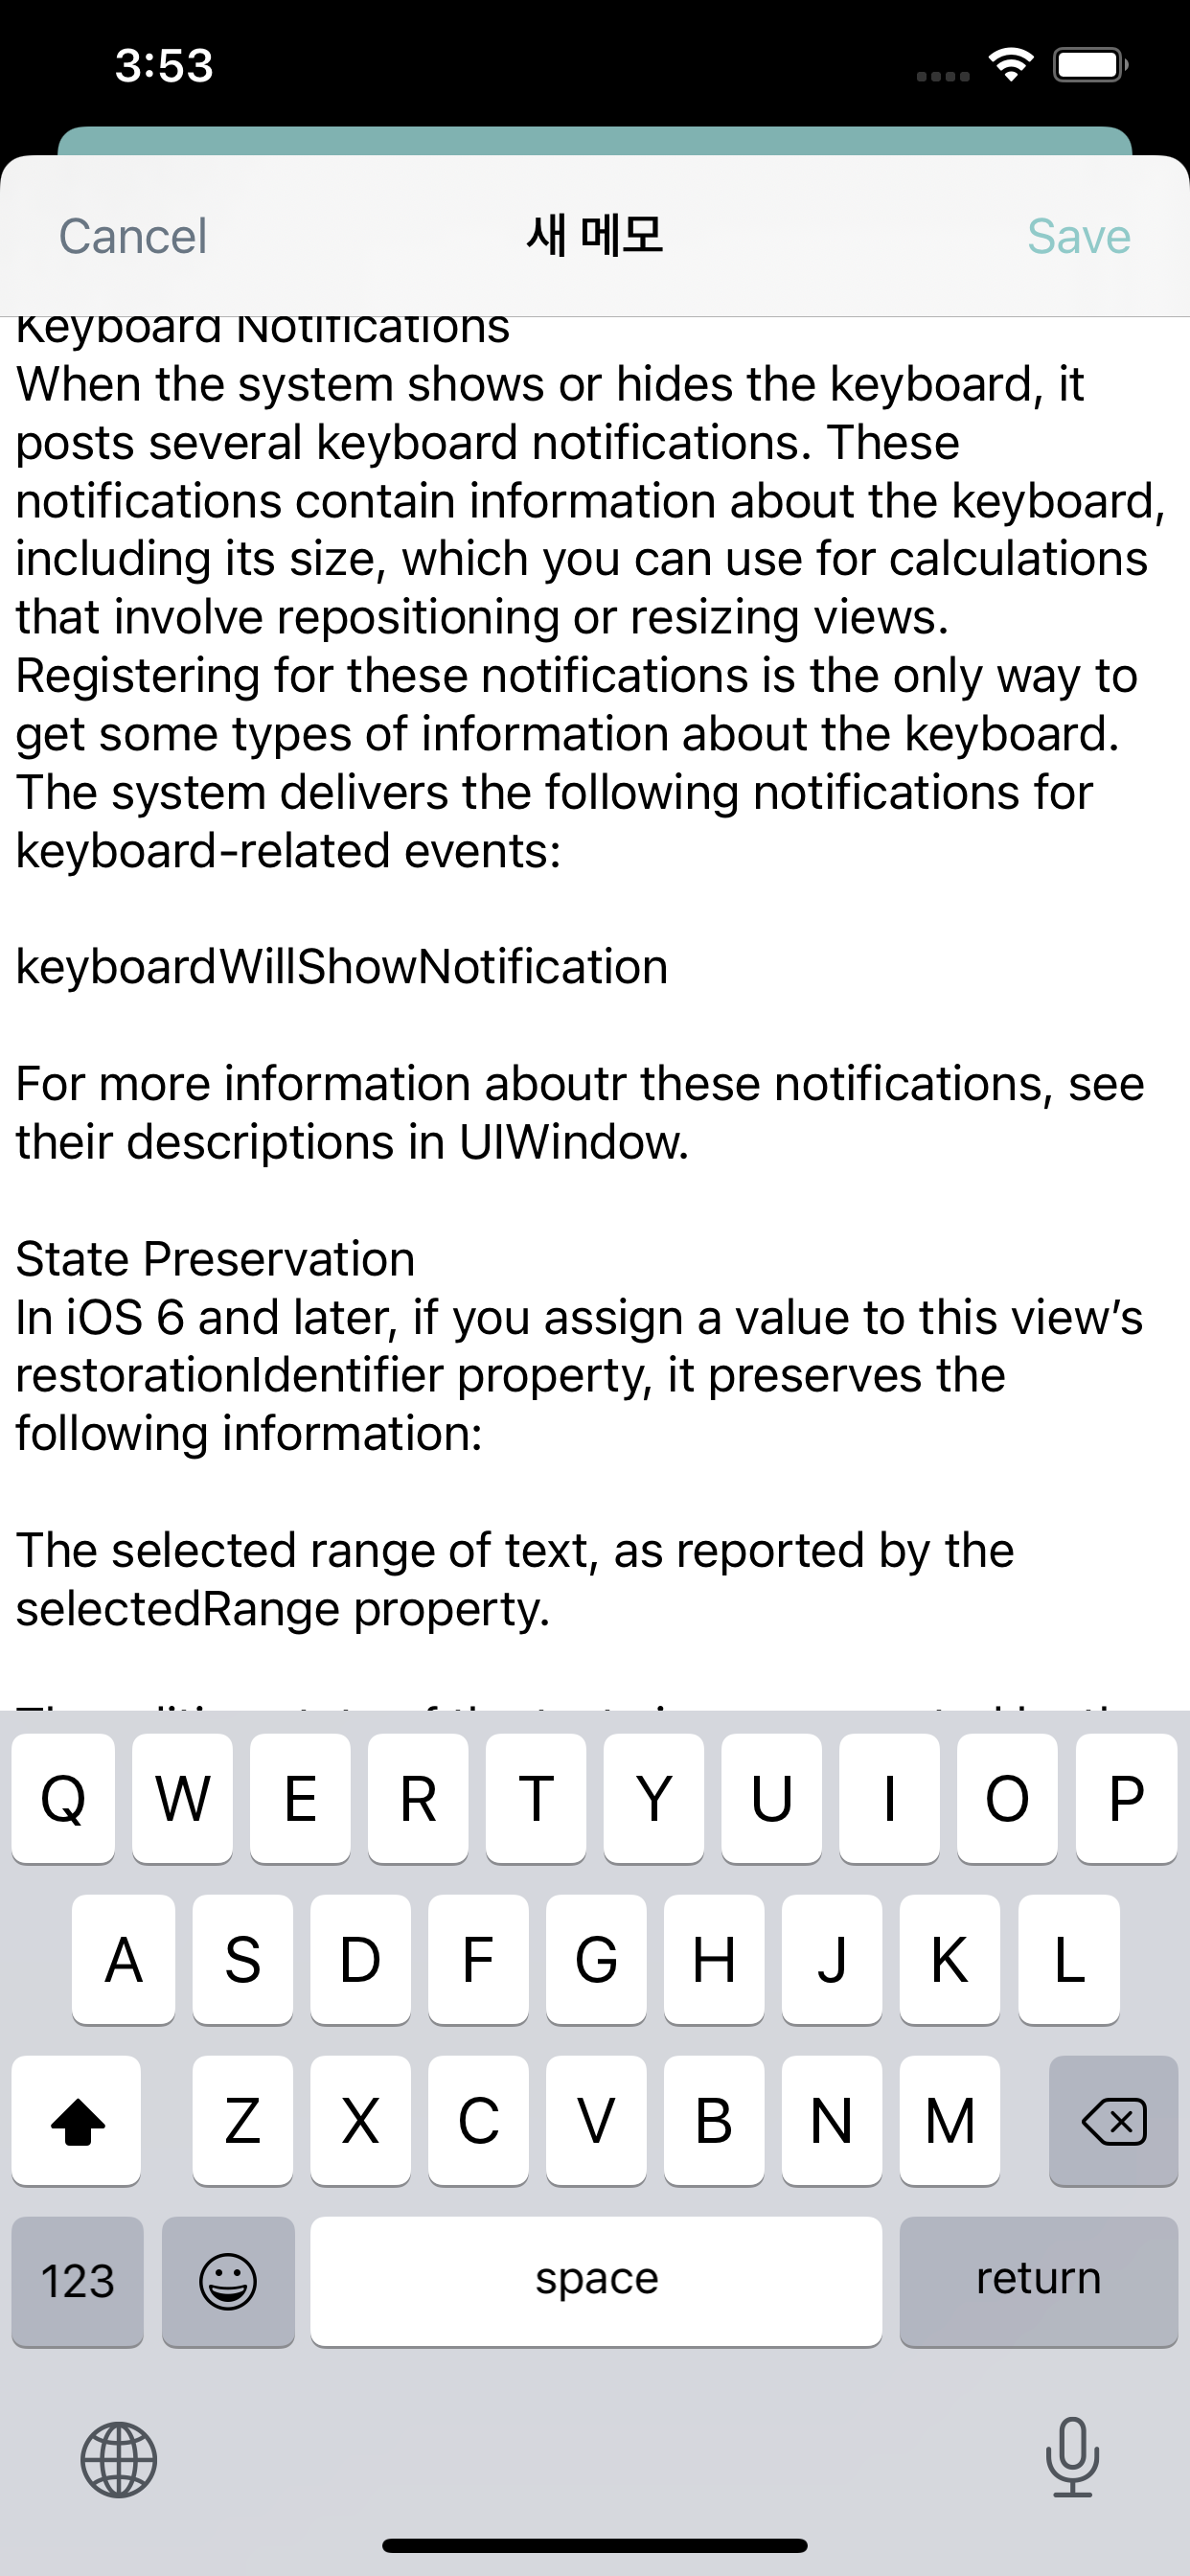 3:53
Cancel
새 메모
Save
Keyboard Notifications
When the system shows or hides the keyboard, it
posts several keyboard notifications. These
notifications contain information about the keyboard,
including its size, which you can use for calculations
that involve repositioning or resizing views.
Registering for these notifications is the only way to
get some types of information about the keyboard.
The system delivers the following notifications for
keyboard-related events:
keyboardWillShowNotification
For more information aboutr these notifications, see
their descriptions in UIWindow.
State Preservation
In iOS 6 and later, if you assign a value to this view’s
restorationIdentifier property, it preserves the
following information:
The selected range of text, as reported by the
selectedRange property.
Q W E R T Y U I O P
A S D F G H J K L
Z X C V B N M
123 space return